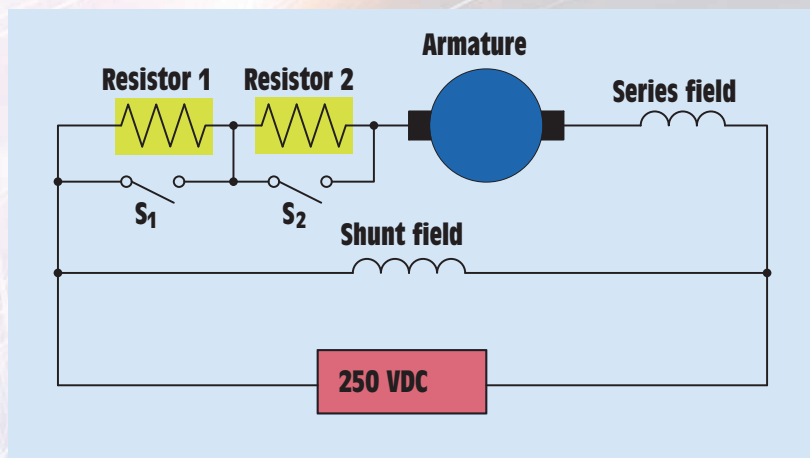 Armature
Resistor 1 Resistor 2
Series field
S1
S2
Shunt field
250 VDC